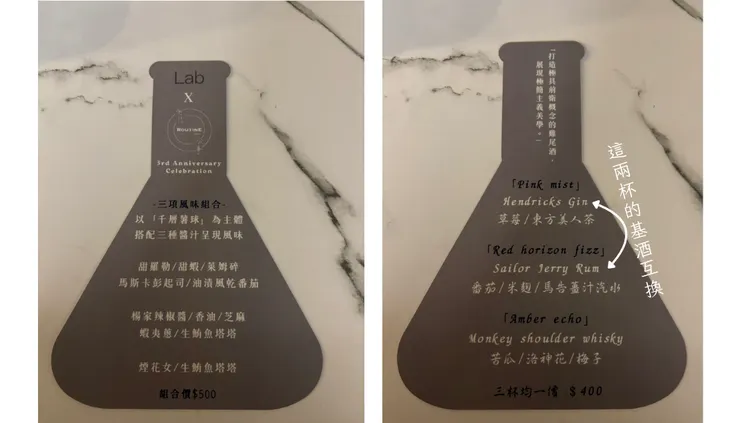 Lab
X
ROUTINE
3rd Anniversary
Celebration
-三項風味組合-
以「千層薯球」為主體
搭配三種醬汁呈現風味
甜羅勒/甜蝦/萊姆碎
馬斯卡彭起司/油漬風乾番茄
楊家辣椒醬/香油/芝麻
蝦夷蔥/生鮪魚塔塔
煙花女/生鮪魚塔塔
組合價$500
「打造極具前衛概念的雞尾酒，
展現極簡主義美學。」
「Pink mist」
Hendricks Gin
草莓/東方美人茶
「Red horizon fizz」
Sailor Jerry Rum
番茄/米麴/馬告薑汁汽水
「Amber echo」
Monkey shoulder whisky
苦瓜/洛神花/梅子
三杯均一價 $400
這兩杯的基酒互換